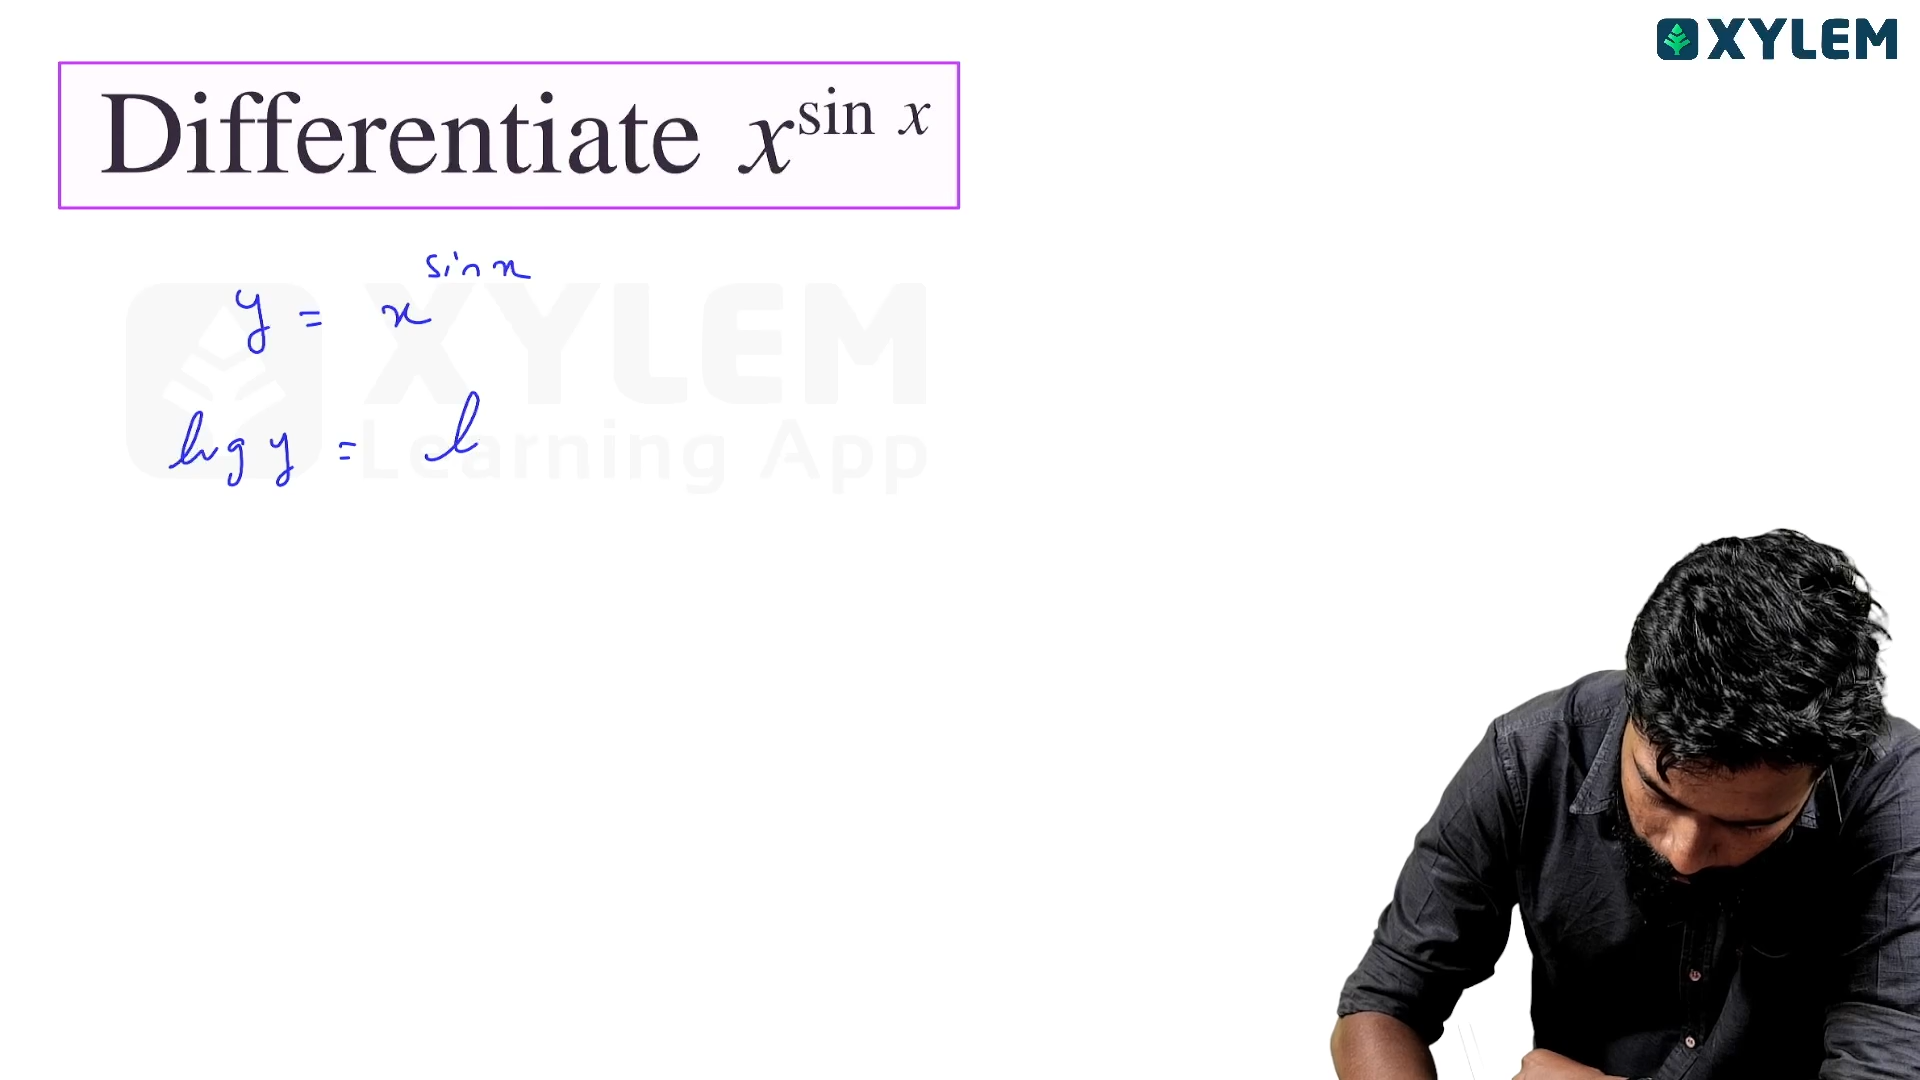 XYLEM
Differentiate x^{sin x}
y = x^{sin x}
XYLEM
log y = l
Learning App